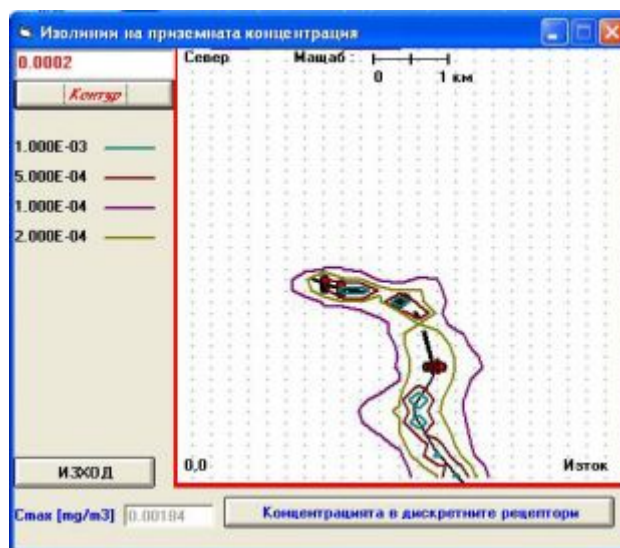 Изолинии на приземната концентрация
0.0002
Контур
1.000E-03
5.000E-04
1.000E-04
2.000E-04
Север Мащаб :
0 1 км
0,0 Изток
ИЗХОД
Cmax [mg/m3] 0.00184
Концентрацията в дискретните рецептори